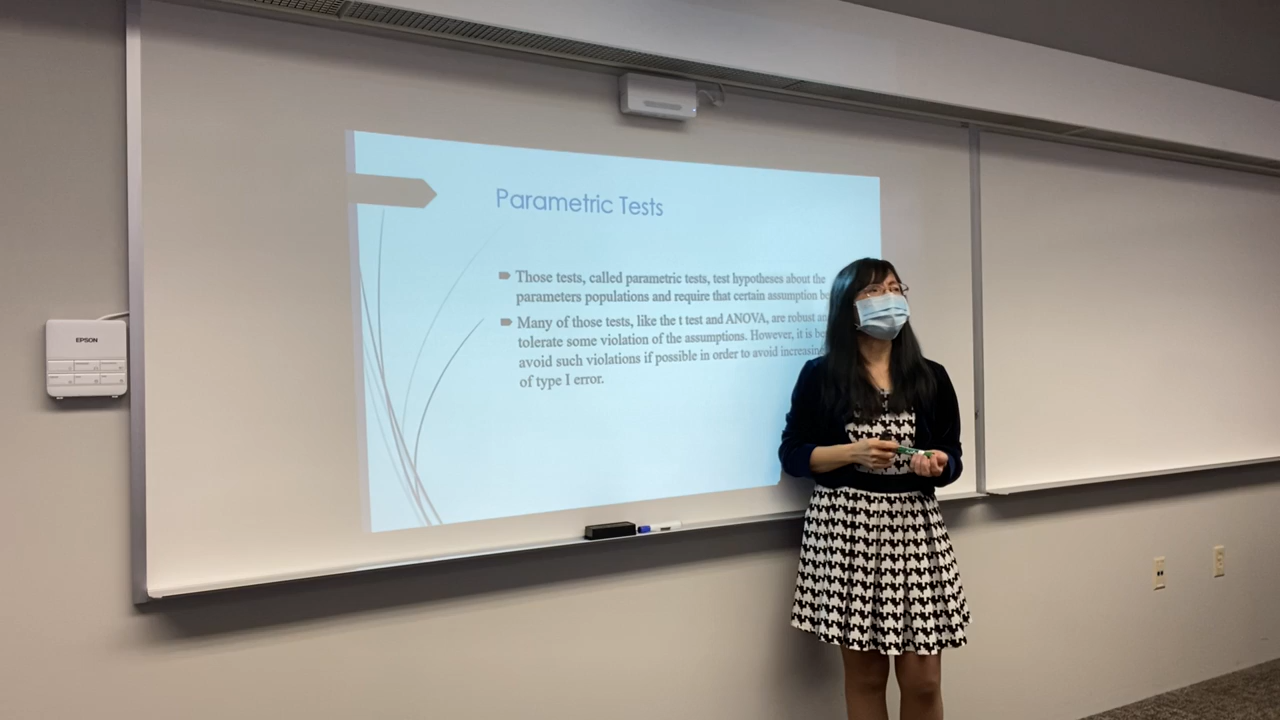 EPSON
Parametric Tests
Those tests, called parametric tests, test hypotheses about the
parameters populations and require that certain assumption
Many of those tests, like the t test and ANOVA, are robust
tolerate some violation of the assumptions. However, it is
avoid such violations if possible in order to avoid
of type I error.